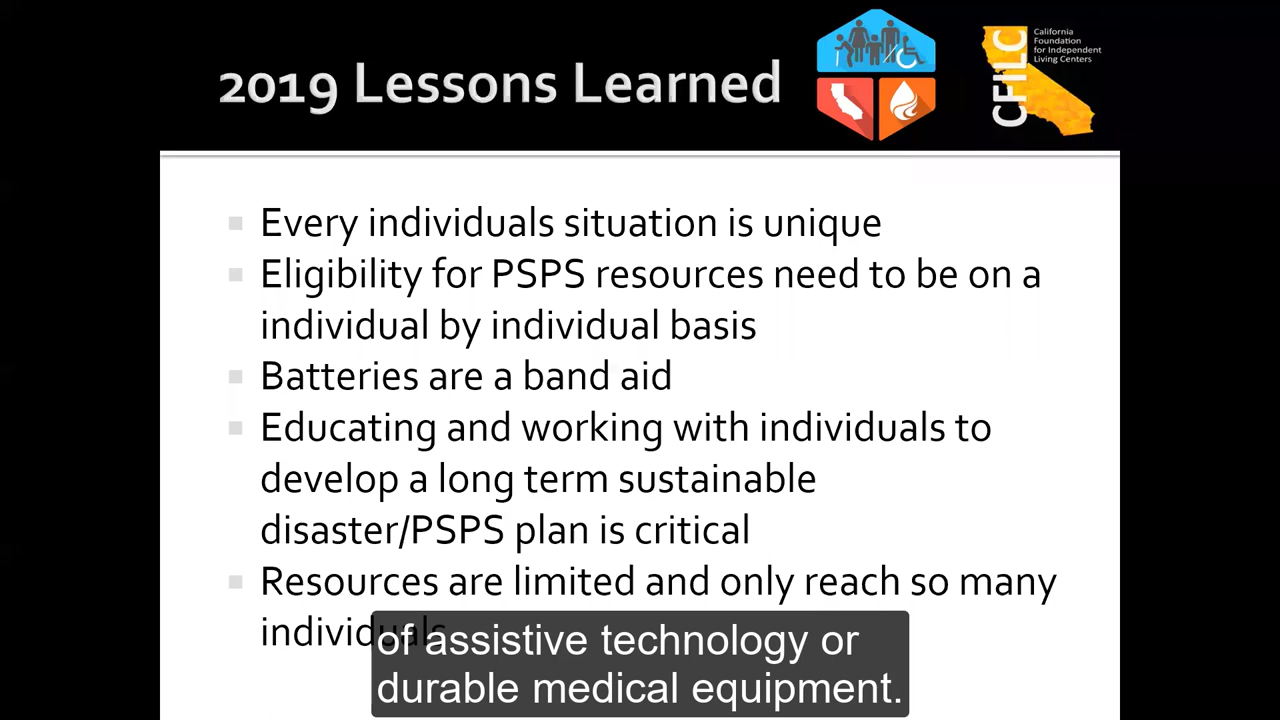 2019 Lessons Learned
CFILC
California
Foundation
for Independent
Living Centers
Every individuals situation is unique
Eligibility for PSPS resources need to be on a
individual by individual basis
Batteries are a band aid
Educating and working with individuals to
develop a long term sustainable
disaster/PSPS plan is critical
Resources are limited and only reach so many
individuals
of assistive technology or
durable medical equipment.